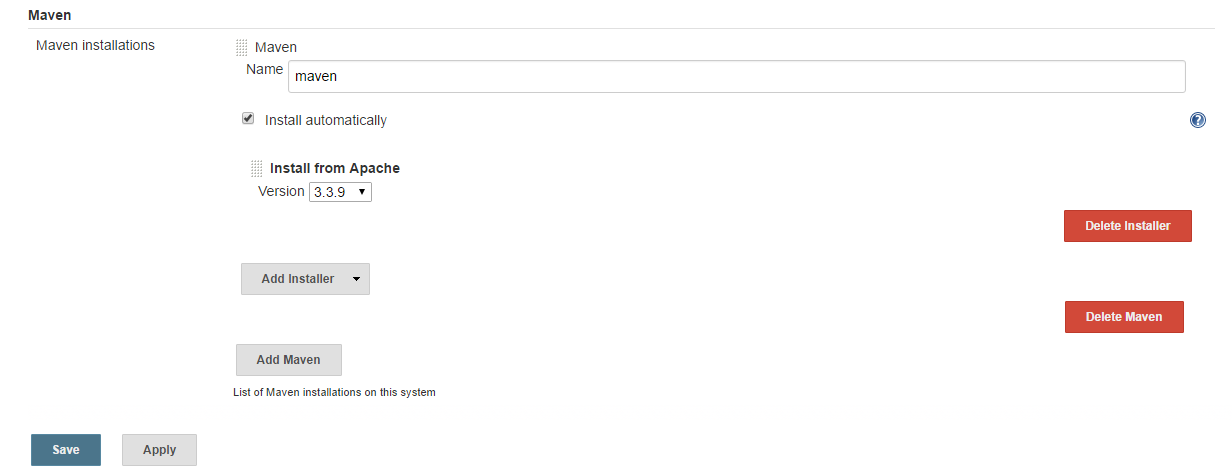 Maven
Maven installations
Maven
Name maven
Install automatically
?
Install from Apache
Version 3.3.9
Delete Installer
Add Installer
Delete Maven
Add Maven
List of Maven installations on this system
Save Apply